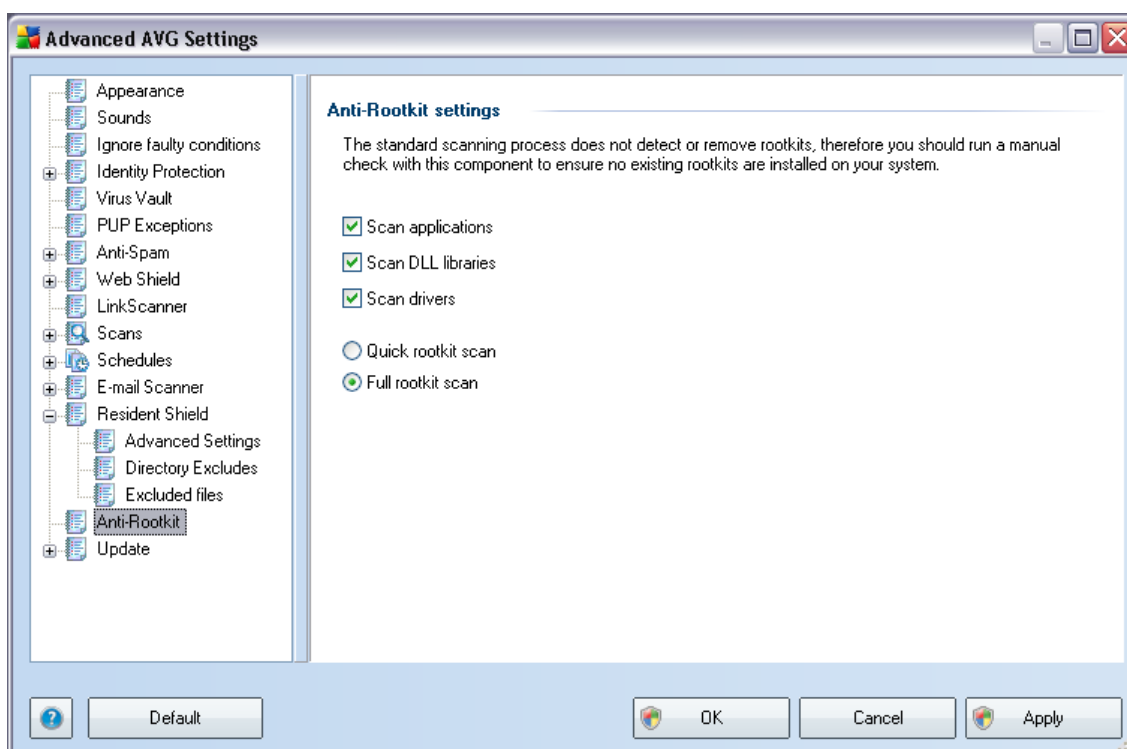 Advanced AVG Settings
Appearance
Sounds
Ignore faulty conditions
Identity Protection
Virus Vault
PUP Exceptions
Anti-Spam
Web Shield
LinkScanner
Scans
Schedules
E-mail Scanner
Resident Shield
Advanced Settings
Directory Excludes
Excluded files
Anti-Rootkit
Update
Anti-Rootkit settings
The standard scanning process does not detect or remove rootkits, therefore you should run a manual
check with this component to ensure no existing rootkits are installed on your system.
Scan applications
Scan DLL libraries
Scan drivers
Quick rootkit scan
Full rootkit scan
?
Default
OK
Cancel
Apply